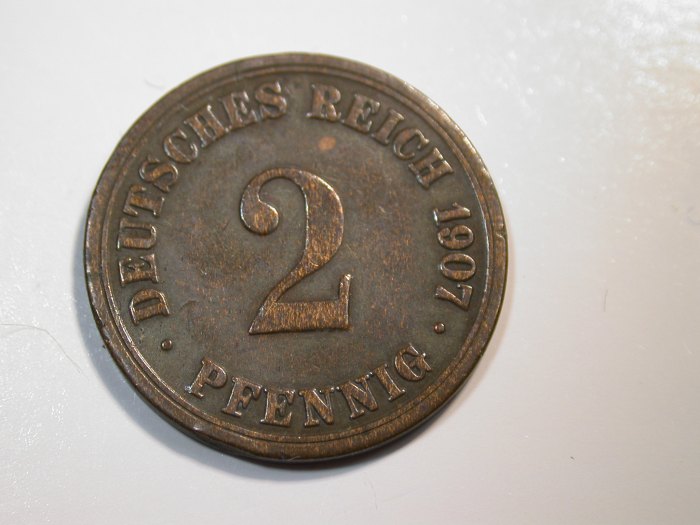 DEUTSCHES REICH 1907
2
· PFENNIG ·